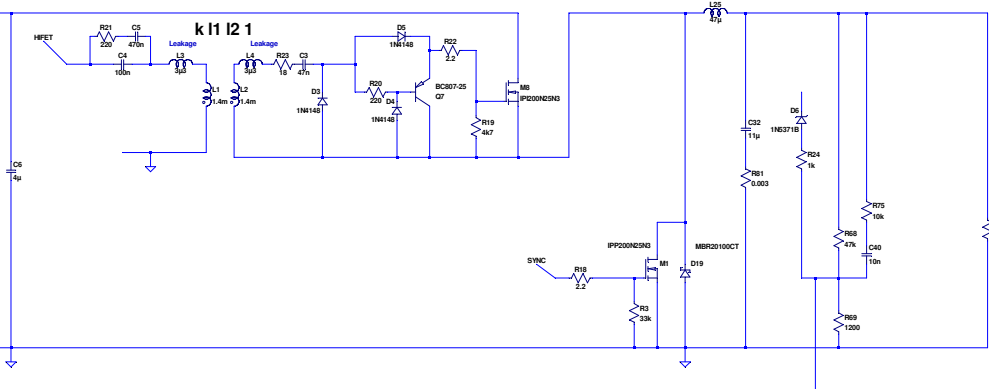 k l1 l2 1
L25
47µ
R21
220
C5
470n
HIFET
Leakage
L3
3µ3
C4
100n
Leakage
L4
3µ3
R23
18
C3
47n
D5
1N4148
R22
2.2
L1
1.4m
L2
1.4m
D3
1N4148
R20
220
D4
1N4148
BC807-25
Q7
R19
4k7
M8
IPI200N25N3
C6
4µ
C32
11µ
R81
0.003
D6
1N5371B
R24
1k
R75
10k
R68
47k
C40
10n
R69
1200
SYNC
R18
2.2
IPP200N25N3
M1
MBR20100CT
D19
R3
33k